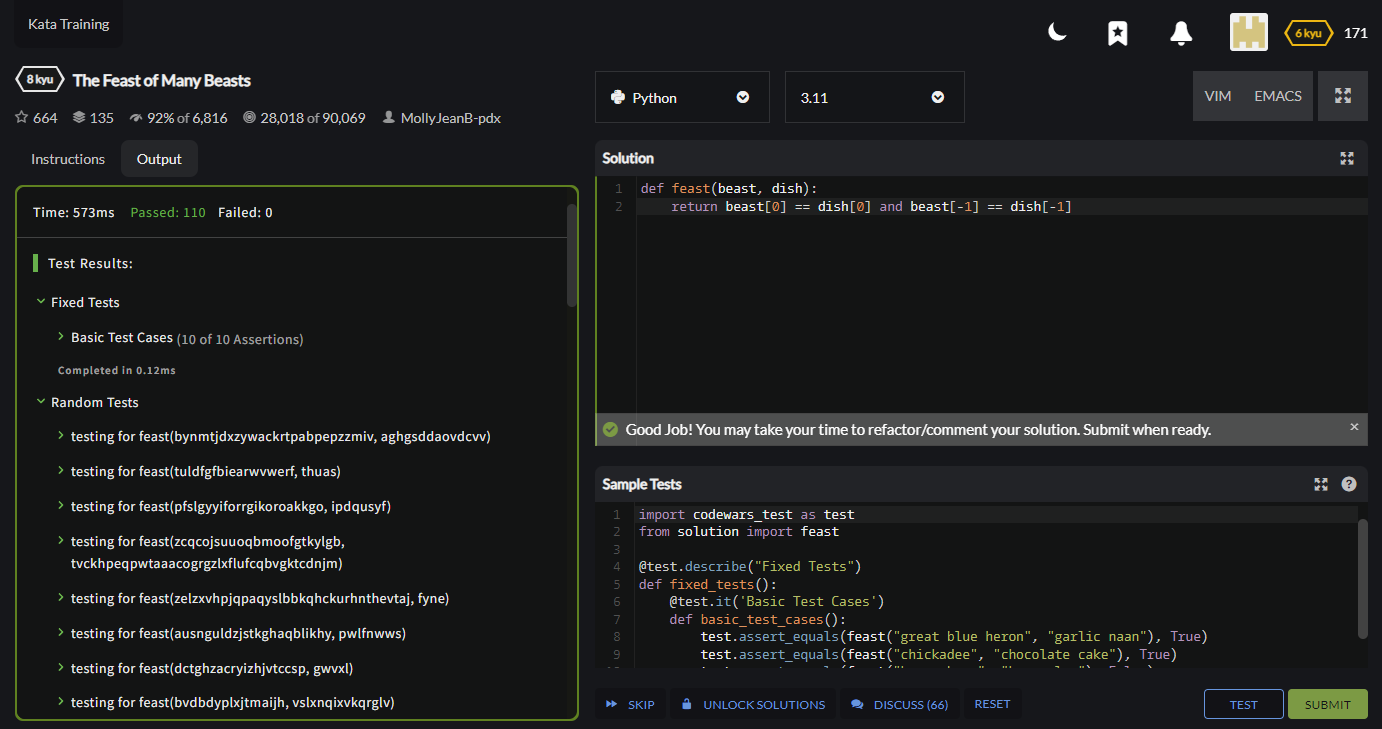 Kata Training
6 kyu 171
8 kyu The Feast of Many Beasts
664 135 92% of 6,816 28,018 of 90,069 MollyJeanB-pdx
Instructions Output
Time: 573ms Passed: 110 Failed: 0
Test Results:
Fixed Tests
Basic Test Cases (10 of 10 Assertions)
Completed in 0.12ms
Random Tests
testing for feast(bynmtjdxzywackrtpabpepzzmiv, aghgsddaovdcvv)
testing for feast(tuldfgfbiearwvwerf, thuas)
testing for feast(pfslgyyiforrgikoroakkgo, ipdqusyf)
testing for feast(zcqcojsuuoqbmoofgtkylgb,
tvckhpeqpwtaaacogrgzlxflufcqbvgktcdnjm)
testing for feast(zelzxvhpjqpaqyslbbkqhckurhnthevtaj, fyne)
testing for feast(ausnguldzjstkghaqblikhy, pwlfnwws)
testing for feast(dctghzacryizhjvtccsp, gwvxl)
testing for feast(bvdbdyplxjtmaijh, vslxnqixvkqrglv)
Python 3.11 VIM EMACS
Solution
1 def feast(beast, dish):
2 return beast[0] == dish[0] and beast[-1] == dish[-1]
Good Job! You may take your time to refactor/comment your solution. Submit when ready.
Sample Tests
1 import codewars_test as test
2 from solution import feast
3
4 @test.describe("Fixed Tests")
5 def fixed_tests():
6 @test.it('Basic Test Cases')
7 def basic_test_cases():
8 test.assert_equals(feast("great blue heron", "garlic naan"), True)
9 test.assert_equals(feast("chickadee", "chocolate cake"), True)
SKIP UNLOCK SOLUTIONS DISCUSS (66) RESET TEST SUBMIT